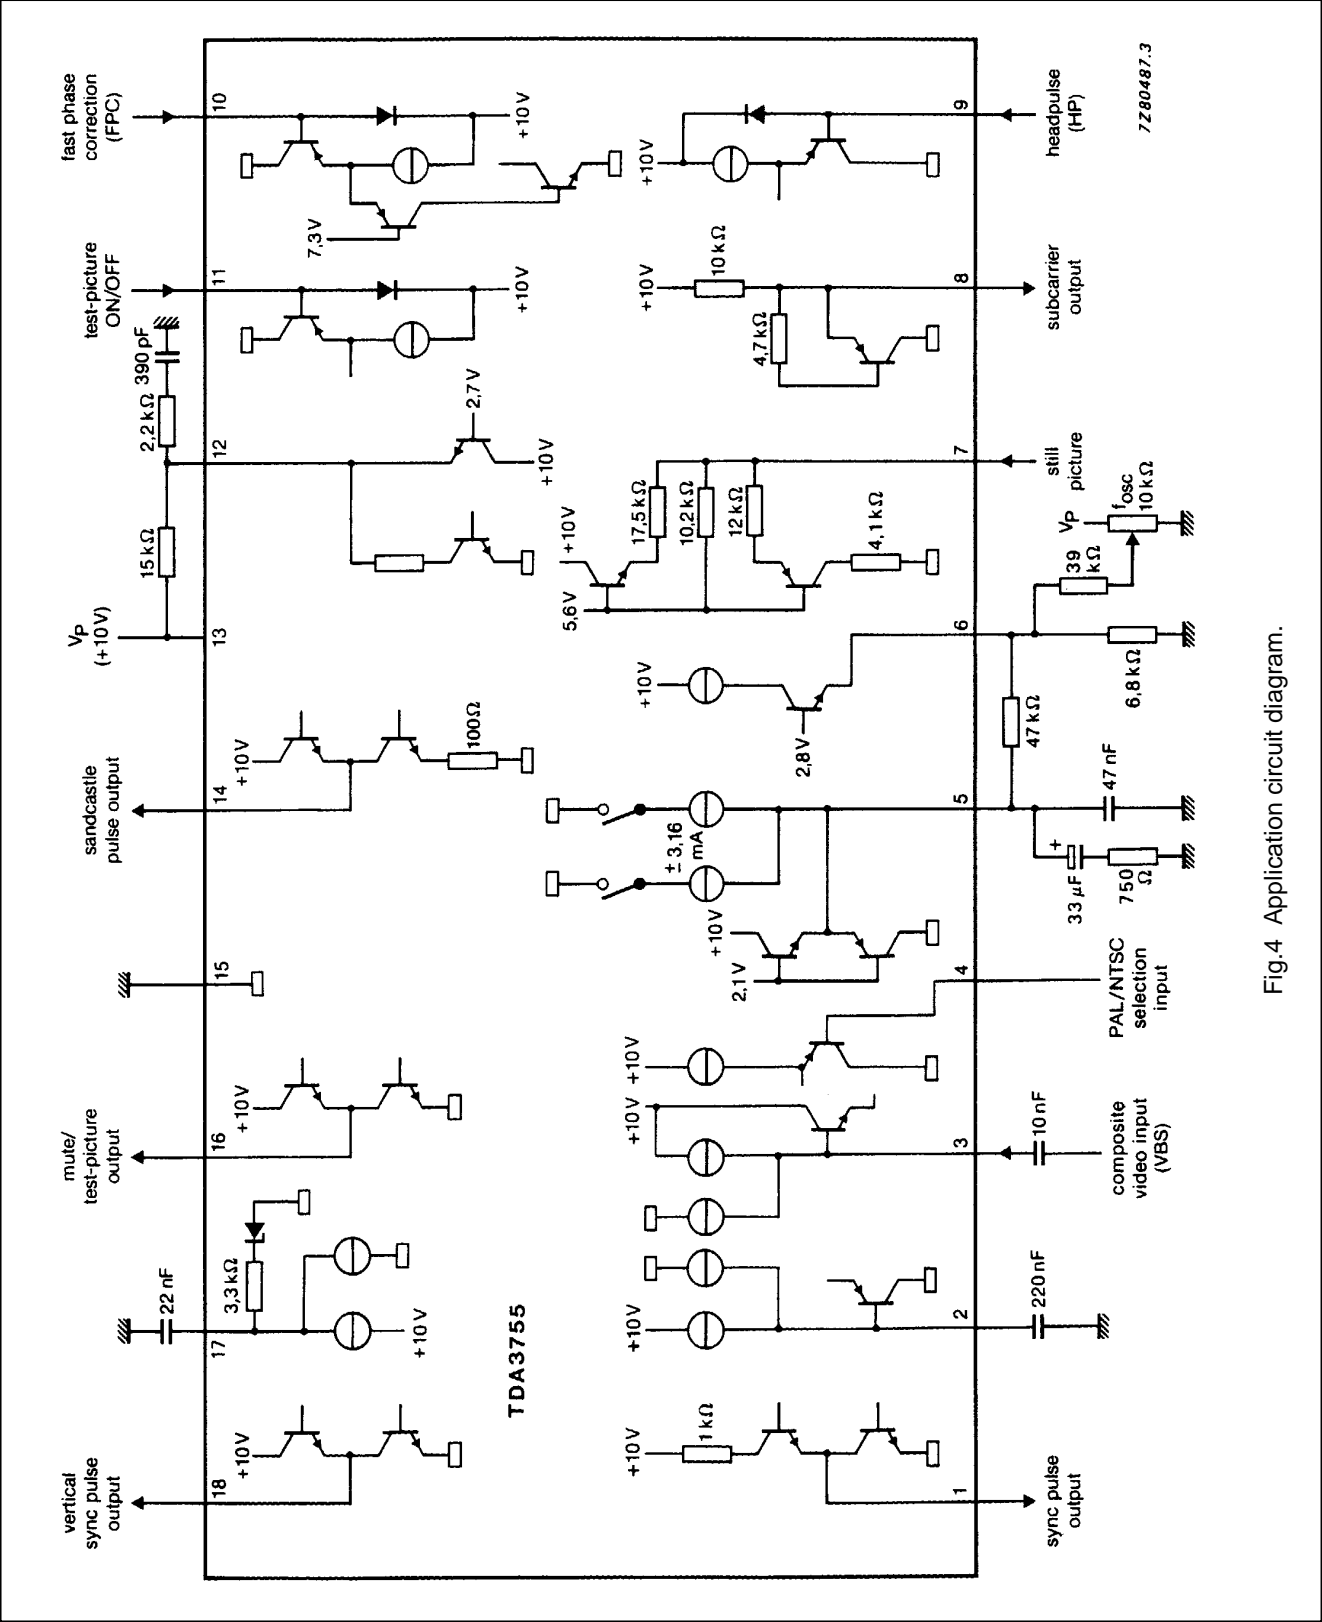 vertical
sync pulse
output
22 nF
mute/
test-picture
output
sandcastle
pulse output
VP
(+10 V)
15 kΩ
2,2 kΩ
390 pF
test-picture
ON/OFF
fast phase
correction
(FPC)
18
17
16
15
14
13
12
11
10
+10 V
3,3 kΩ
+10 V
+10 V
+10 V
100Ω
2,7 V
+10 V
+10 V
7,3 V
+10 V
TDA3755
+10 V
1 kΩ
+10 V
+10 V
+10 V
2,1 V
+10 V
± 3,16
mA
2,8 V
+10 V
5,6 V
+10 V
17,5 kΩ
10,2 kΩ
12 kΩ
4,1 kΩ
+10 V
10 kΩ
4,7 kΩ
+10 V
1
2
3
4
5
6
7
8
9
sync pulse
output
220 nF
10 nF
composite
video input
(VBS)
PAL/NTSC
selection
input
33 µF
+
750
Ω
47 nF
47 kΩ
6,8 kΩ
39
kΩ
VP
fosc
10 kΩ
still
picture
subcarrier
output
headpulse
(HP)
7Z80487.3
Fig.4 Application circuit diagram.